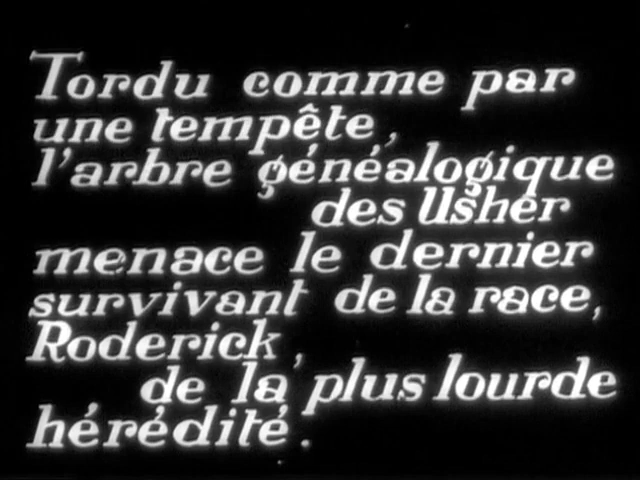 Tordu comme par
une tempête,
l'arbre généalogique
des Usher
menace le dernier
survivant de la race,
Roderick,
de la plus lourde
hérédité.